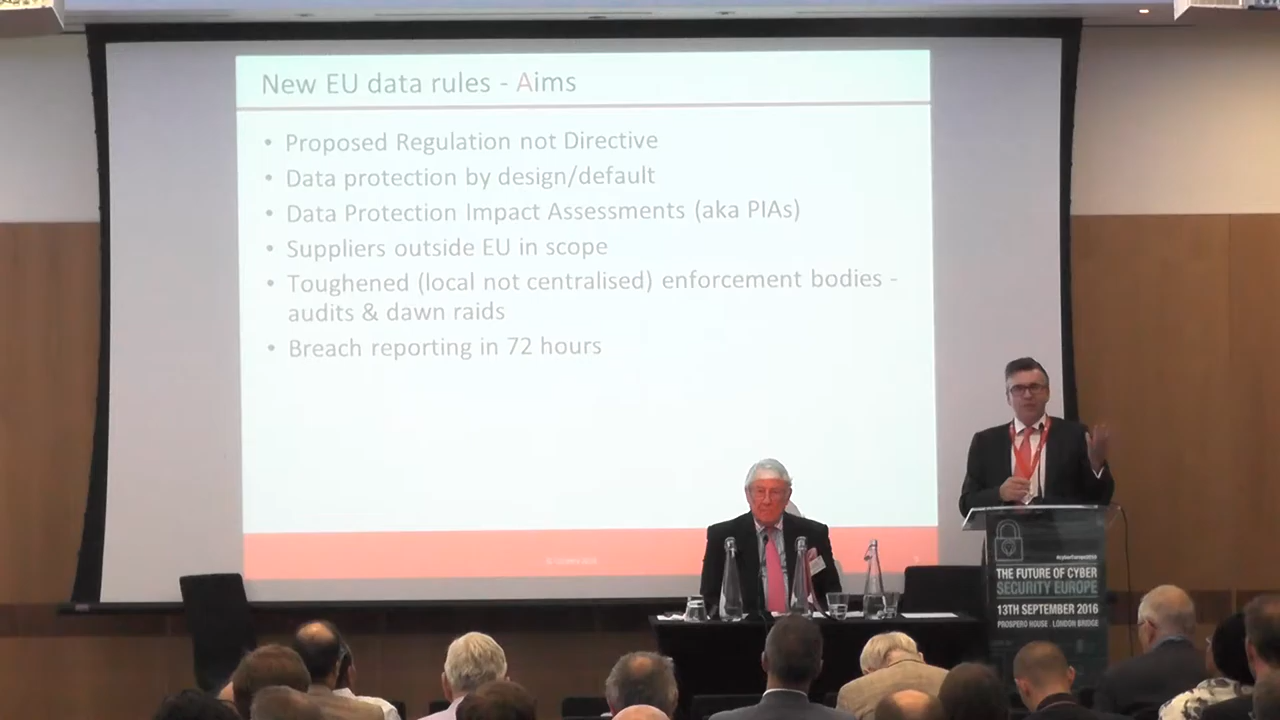 New EU data rules - Aims
• Proposed Regulation not Directive
• Data protection by design/default
• Data Protection Impact Assessments (aka PIAs)
• Suppliers outside EU in scope
• Toughened (local not centralised) enforcement bodies -
audits & dawn raids
• Breach reporting in 72 hours
#cyberEurope2016
THE FUTURE OF CYBER
SECURITY EUROPE
13TH SEPTEMBER 2016
PROSPERO HOUSE . LONDON BRIDGE